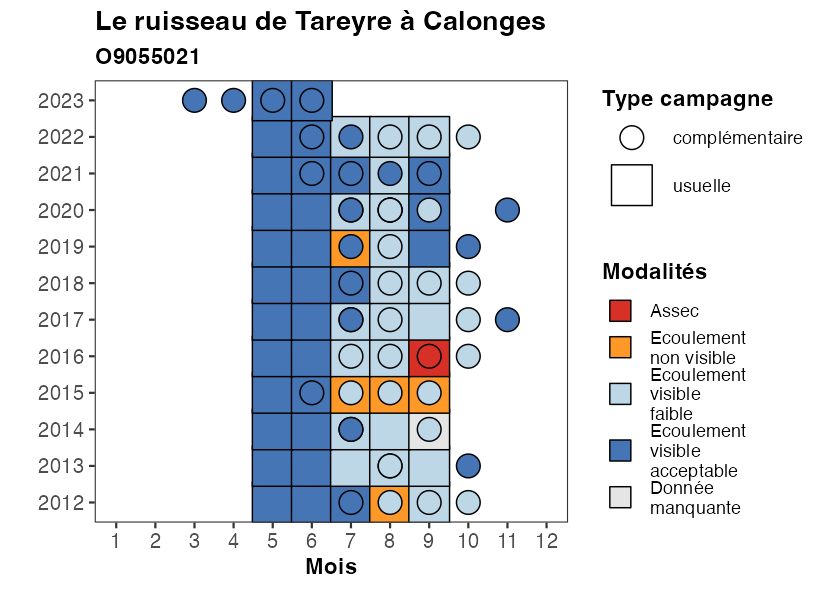 Le ruisseau de Tareyre à Calonges
O9055021
2023
2022
2021
2020
2019
2018
2017
2016
2015
2014
2013
2012
1 2 3 4 5 6 7 8 9 10 11 12
Mois
Type campagne
complémentaire
usuelle
Modalités
Assec
Ecoulement
non visible
Ecoulement
visible
faible
Ecoulement
visible
acceptable
Donnée
manquante